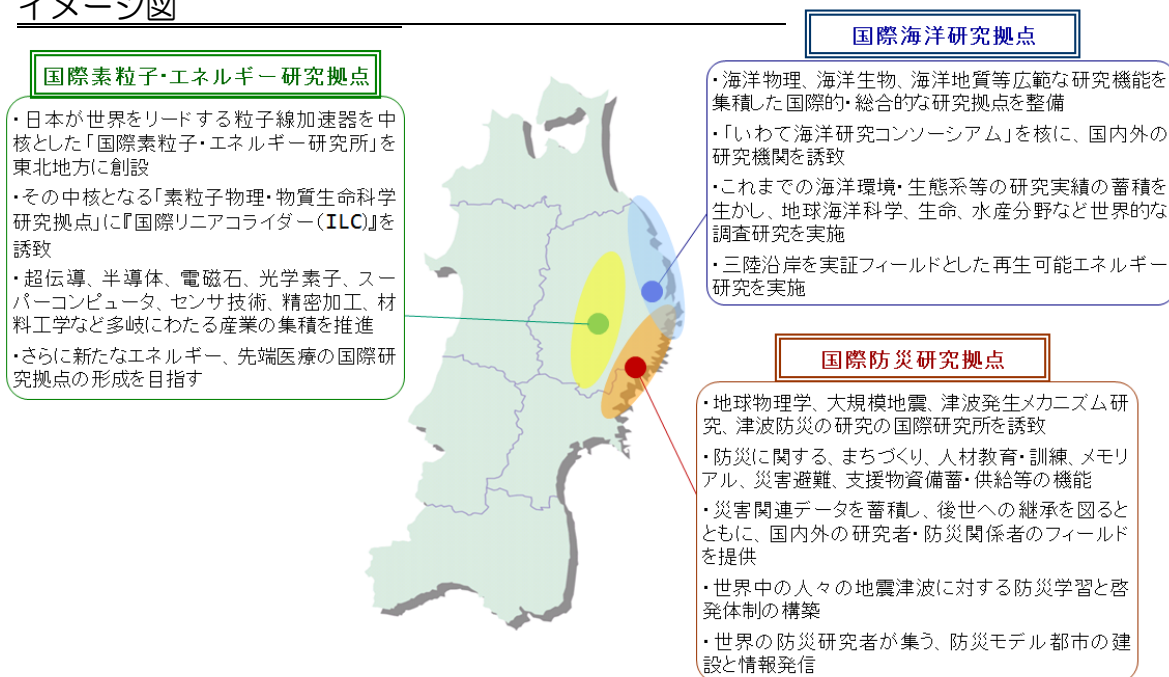 イメージ図
国際素粒子・エネルギー研究拠点
・日本が世界をリードする粒子線加速器を中
核とした「国際素粒子・エネルギー研究所」を
東北地方に創設
・その中核となる「素粒子物理・物質生命科学
研究拠点」に『国際リニアコライダー(ILC)』を
誘致
・超伝導、半導体、電磁石、光学素子、スー
パーコンピュータ、センサ技術、精密加工、材
料工学など多岐にわたる産業の集積を推進
・さらに新たなエネルギー、先端医療の国際研
究拠点の形成を目指す
国際海洋研究拠点
・海洋物理、海洋生物、海洋地質等広範な研究機能を
集積した国際的・総合的な研究拠点を整備
・「いわて海洋研究コンソーシアム」を核に、国内外の
研究機関を誘致
・これまでの海洋環境・生態系等の研究実績の蓄積を
生かし、地球海洋科学、生命、水産分野など世界的な
調査研究を実施
・三陸沿岸を実証フィールドとした再生可能エネルギー
研究を実施
国際防災研究拠点
・地球物理学、大規模地震、津波発生メカニズム研
究、津波防災の研究の国際研究所を誘致
・防災に関する、まちづくり、人材教育・訓練、メモリ
アル、災害避難、支援物資備蓄・供給等の機能
・災害関連データを蓄積し、後世への継承を図ると
ともに、国内外の研究者・防災関係者のフィールド
を提供
・世界中の人々の地震津波に対する防災学習と啓
発体制の構築
・世界の防災研究者が集う、防災モデル都市の建
設と情報発信